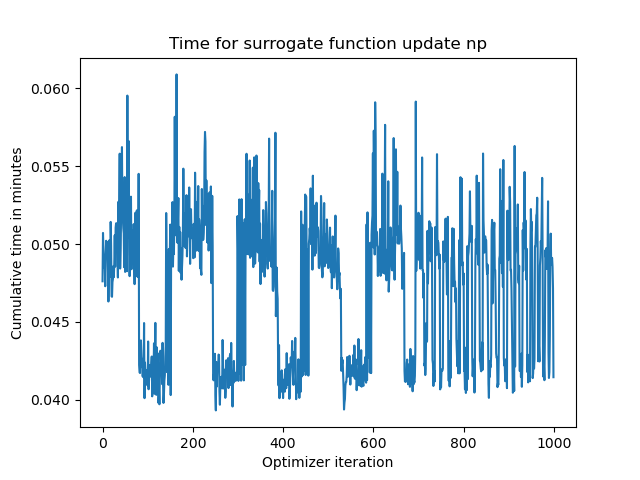 Time for surrogate function update np
0.060
0.055
0.050
0.045
0.040
Cumulative time in minutes
0 200 400 600 800 1000
Optimizer iteration